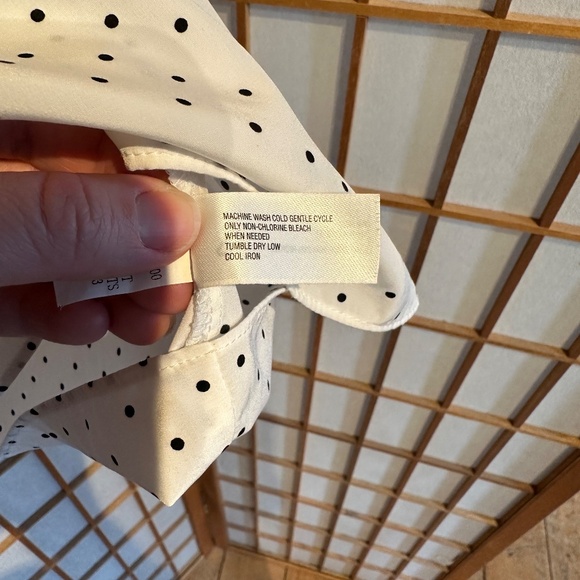 MACHINE WASH COLD GENTLE CYCLE
ONLY NON-CHLORINE BLEACH
WHEN NEEDED
TUMBLE DRY LOW
COOL IRON